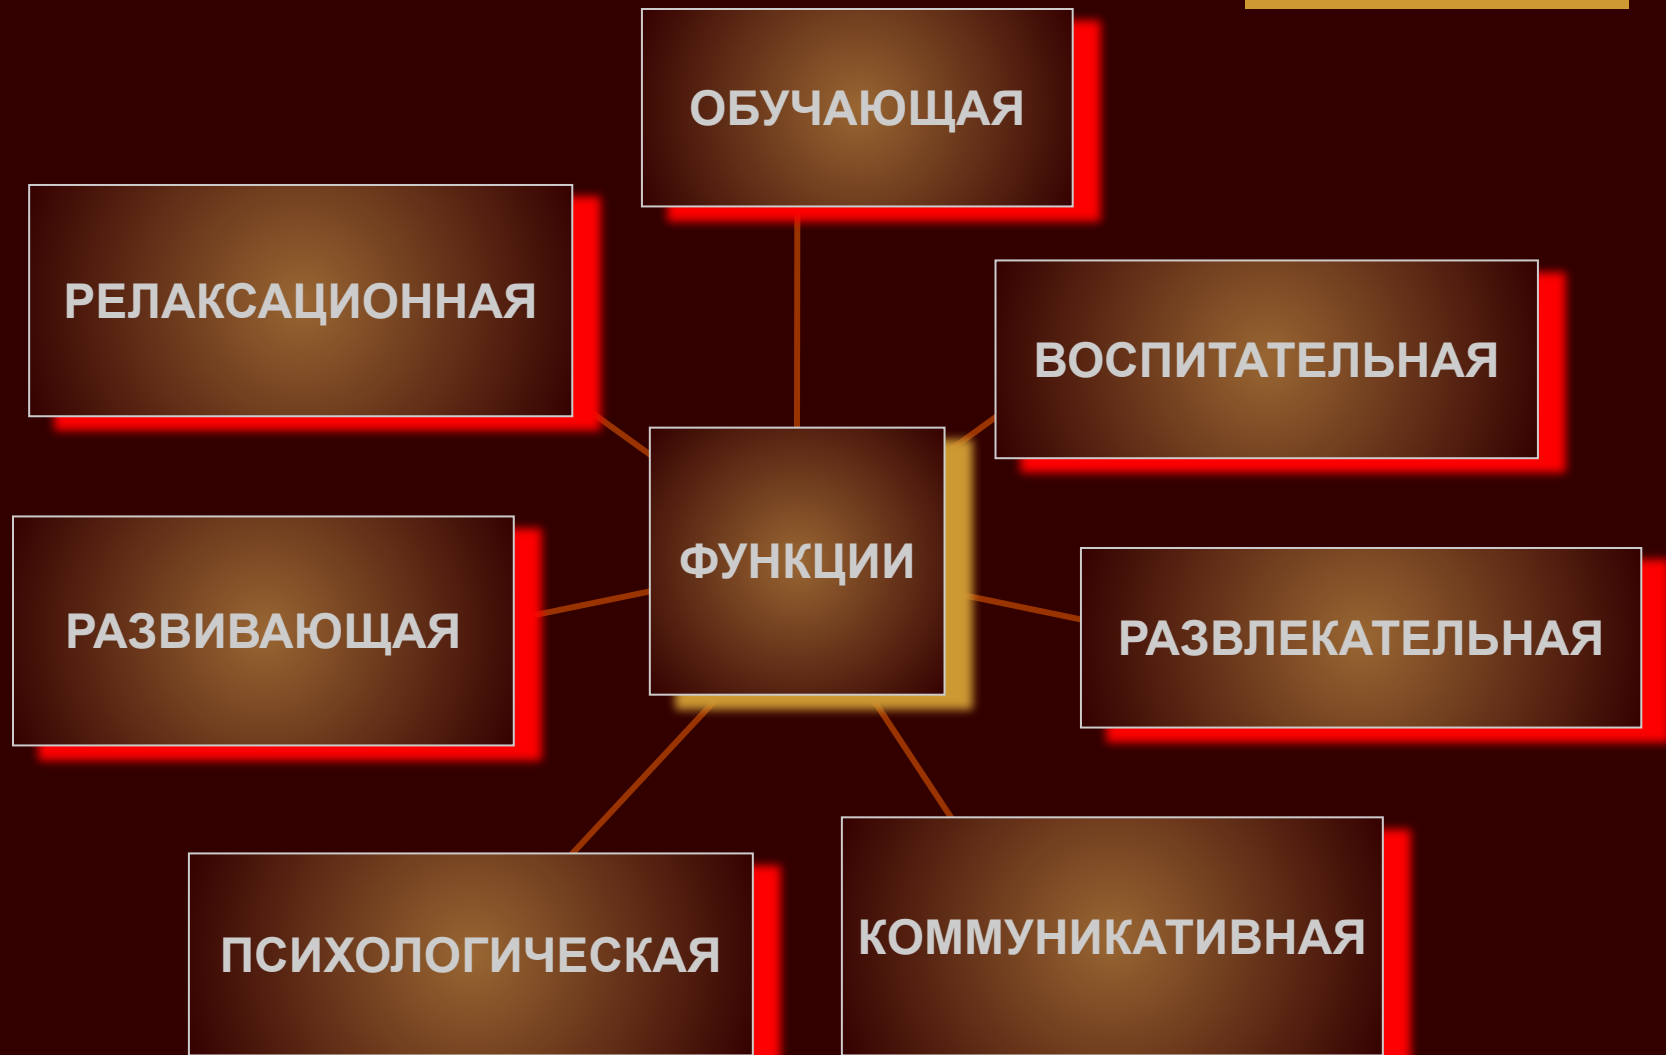 ОБУЧАЮЩАЯ
РЕЛАКСАЦИОННАЯ
ВОСПИТАТЕЛЬНАЯ
ФУНКЦИИ
РАЗВИВАЮЩАЯ
РАЗВЛЕКАТЕЛЬНАЯ
ПСИХОЛОГИЧЕСКАЯ
КОММУНИКАТИВНАЯ